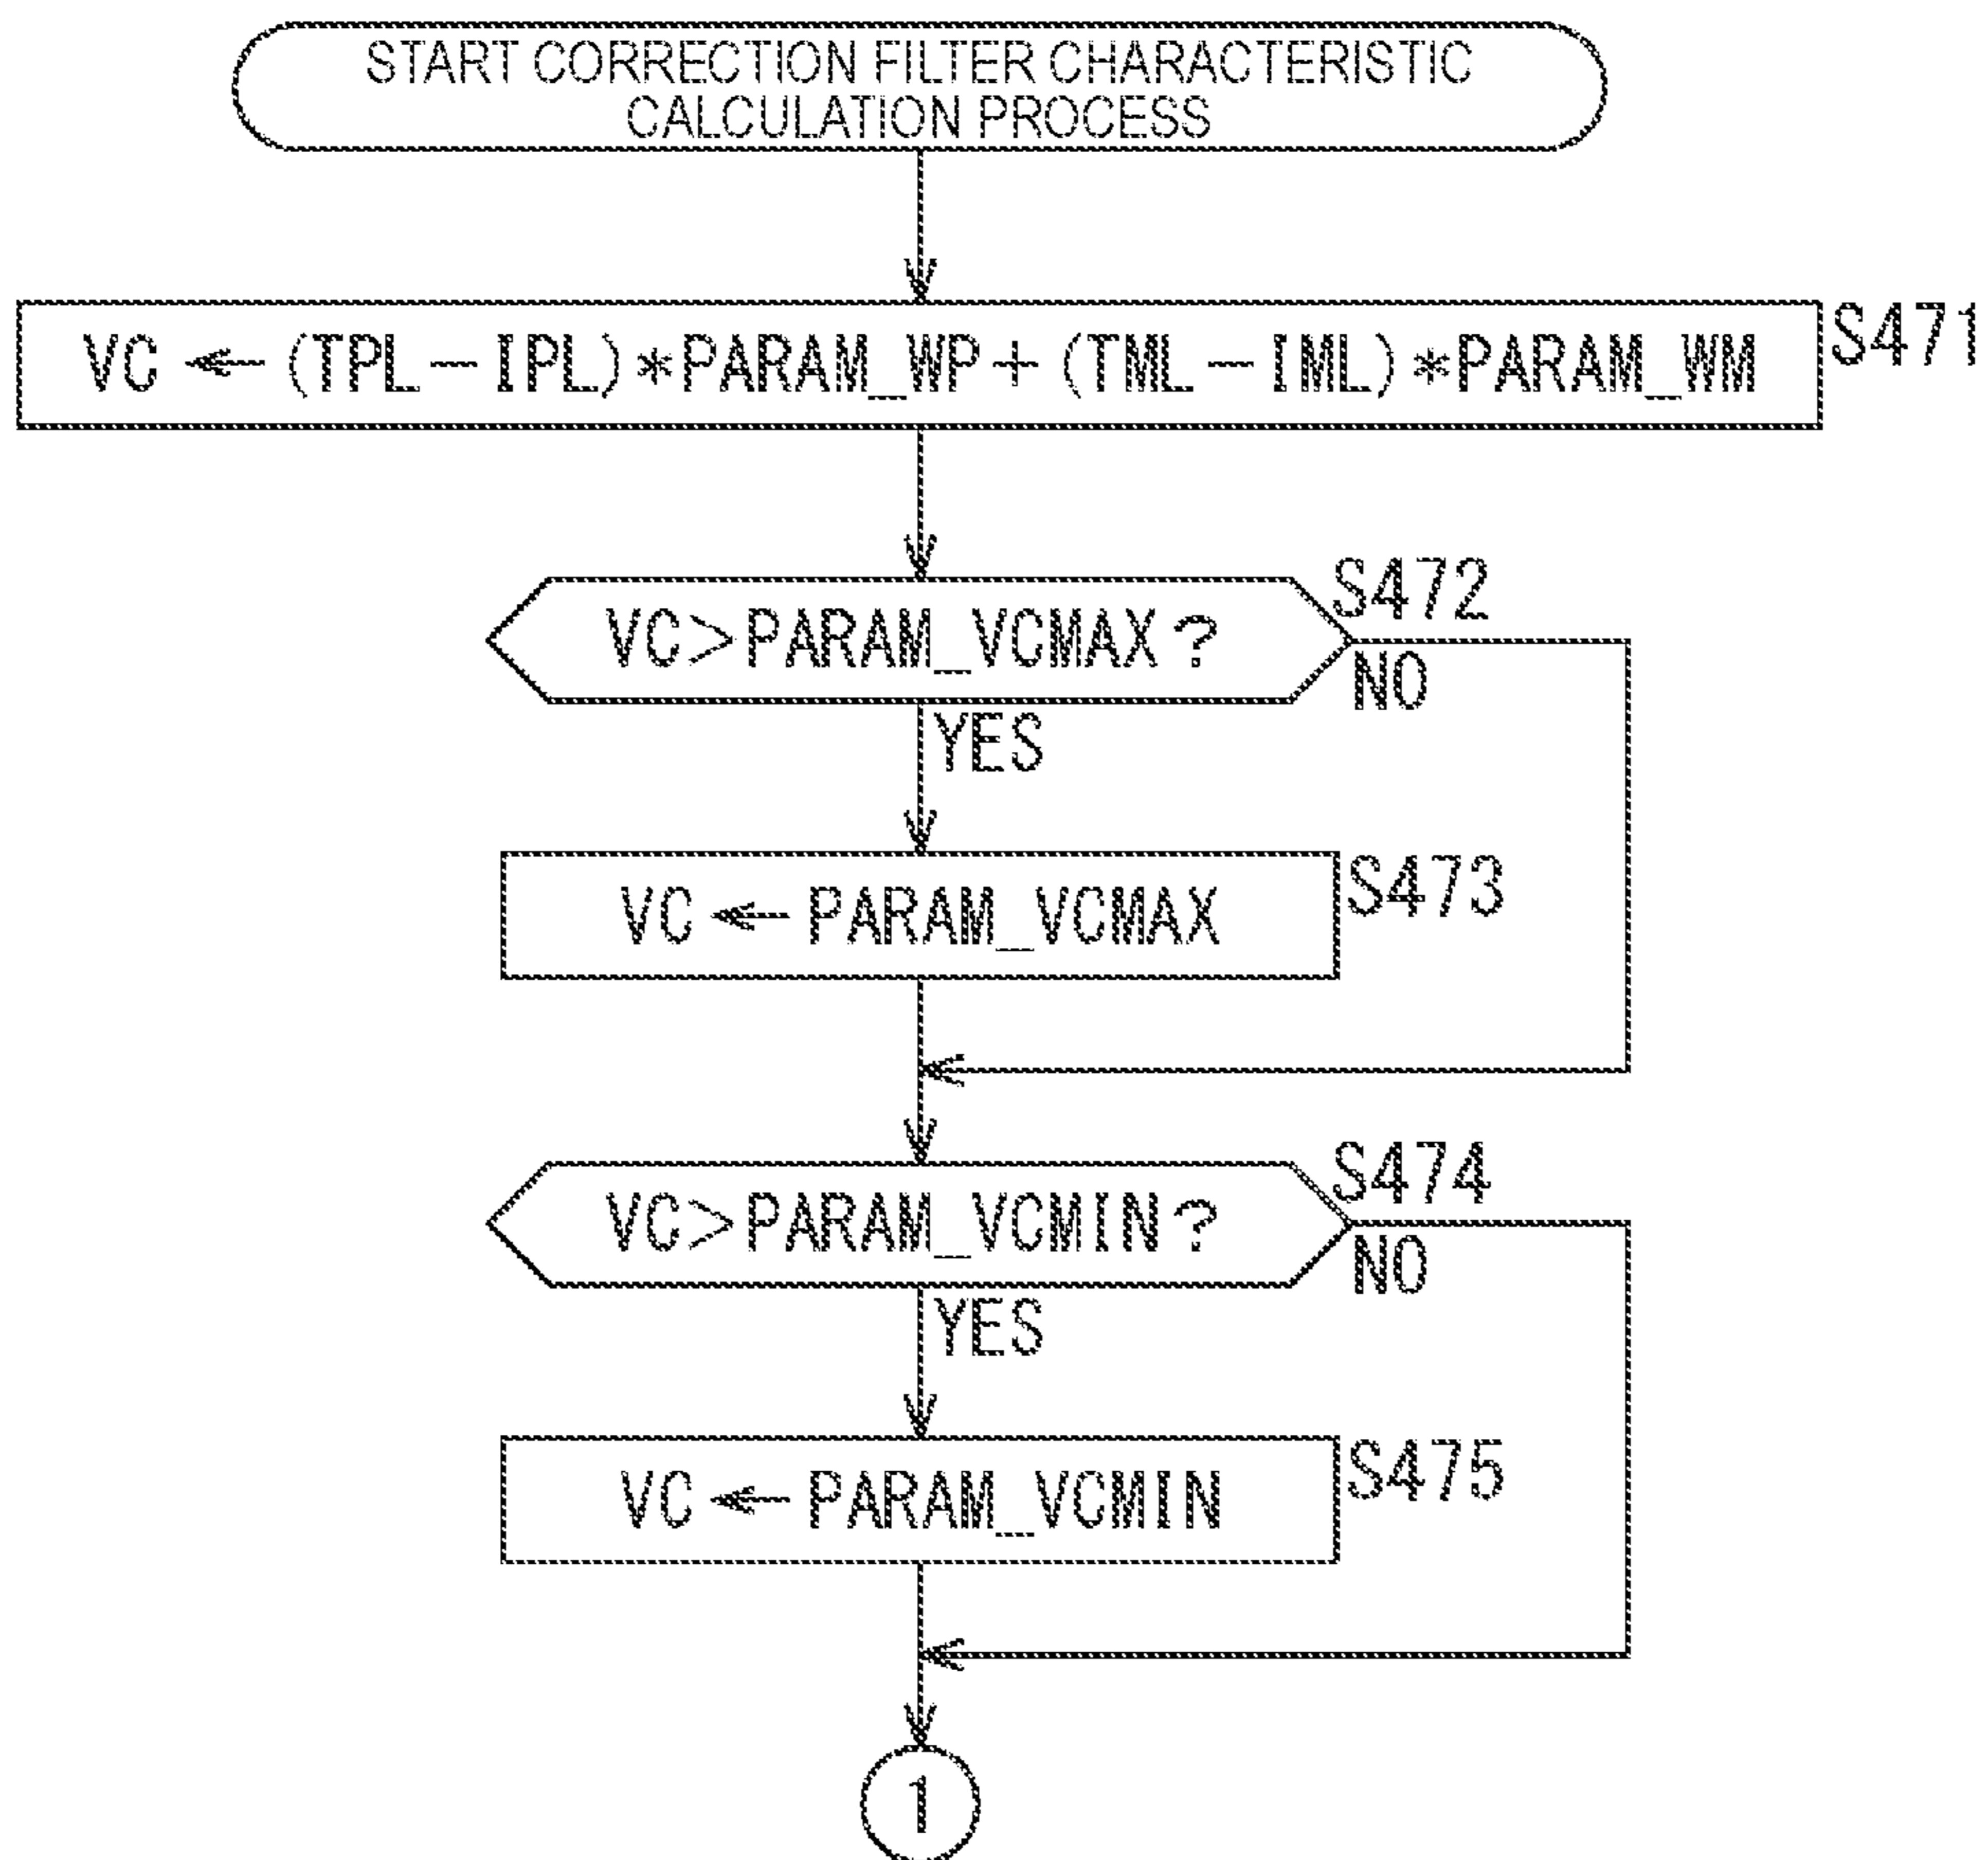 START CORRECTION FILTER CHARACTERISTIC
CALCULATION PROCESS
VC ← (TPL−IPL)*PARAM_WP+(TML−IML)*PARAM_WM
S471
VC>PARAM_VCMAX?
S472
NO
YES
VC ← PARAM_VCMAX
S473
VC>PARAM_VCMIN?
S474
NO
YES
VC ← PARAM_VCMIN
S475
1